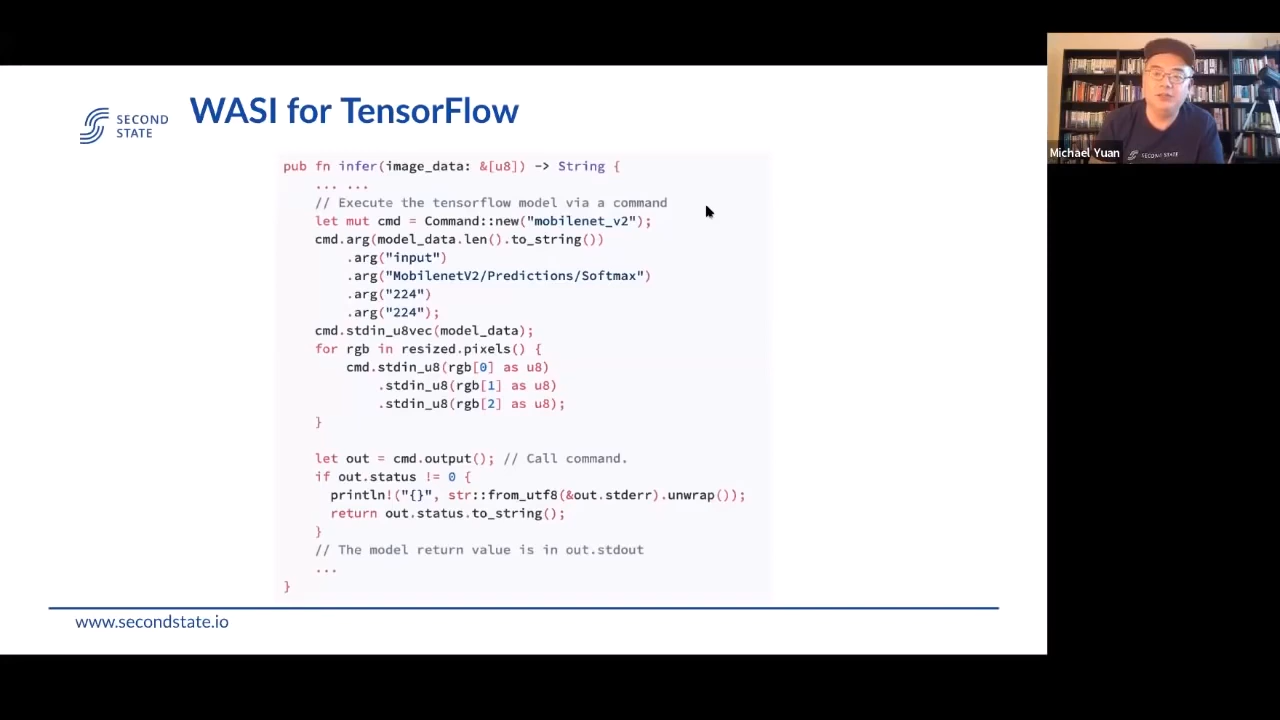 SECOND
STATE
WASI for TensorFlow
pub fn infer(image_data: &[u8]) -> String {
... ...
// Execute the tensorflow model via a command
let mut cmd = Command::new("mobilenet_v2");
cmd.arg(model_data.len().to_string())
.arg("input")
.arg("MobilenetV2/Predictions/Softmax")
.arg("224")
.arg("224");
cmd.stdin_u8vec(model_data);
for rgb in resized.pixels() {
cmd.stdin_u8(rgb[0] as u8)
.stdin_u8(rgb[1] as u8)
.stdin_u8(rgb[2] as u8);
}
let out = cmd.output(); // Call command.
if out.status != 0 {
println!("{}", str::from_utf8(&out.stderr).unwrap());
return out.status.to_string();
}
// The model return value is in out.stdout
...
}
www.secondstate.io
Michael Yuan
SECOND STATE